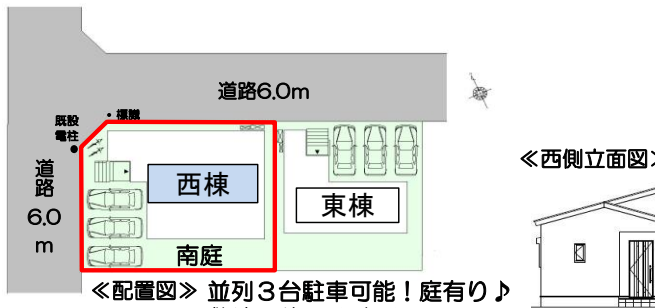 道路6.0m
・標識
既設
電柱
道路
6.0
m
西棟
東棟
南庭
≪西側立面図≫
≪配置図≫ 並列3台駐車可能！庭有り♪